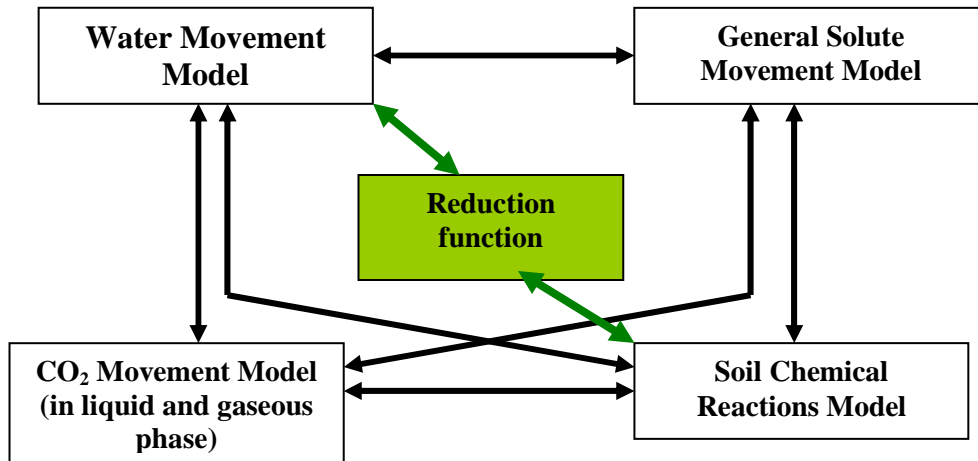 Water Movement
Model
General Solute
Movement Model
Reduction
function
CO₂ Movement Model
(in liquid and gaseous
phase)
Soil Chemical
Reactions Model